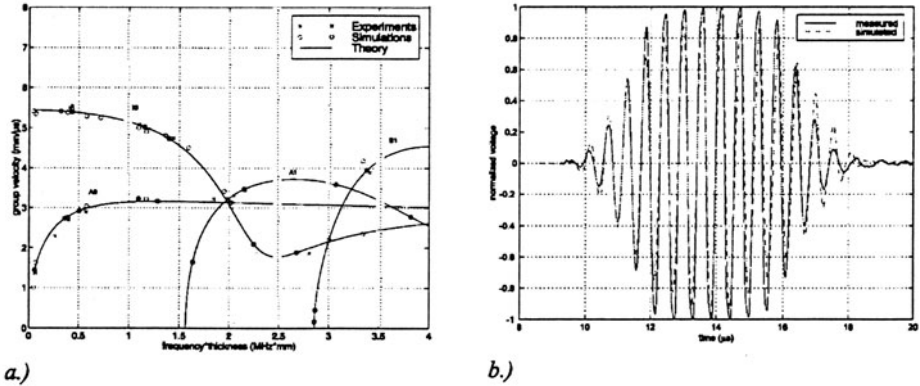 8
7
6
5
4
3
2
1
0
group velocity (mm/µs)
0
0.5
1
1.5
2
2.5
3
3.5
4
frequency*thickness (MHz*mm)
Experiments
Simulations
Theory
S0
A0
A1
S1
a.)
1
0.8
0.6
0.4
0.2
0
-0.2
-0.4
-0.6
-0.8
-1
normalized voltage
8
10
12
14
16
18
20
time (µs)
measured
simulated
b.)